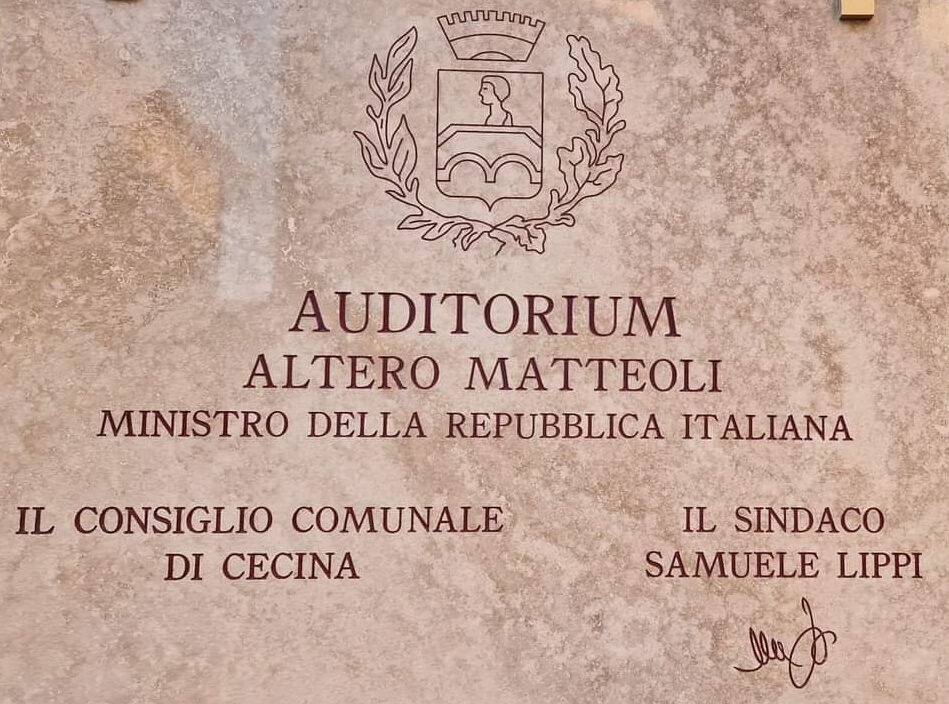 AUDITORIUM
ALTERO MATTEOLI
MINISTRO DELLA REPUBBLICA ITALIANA
IL CONSIGLIO COMUNALE
DI CECINA
IL SINDACO
SAMUELE LIPPI